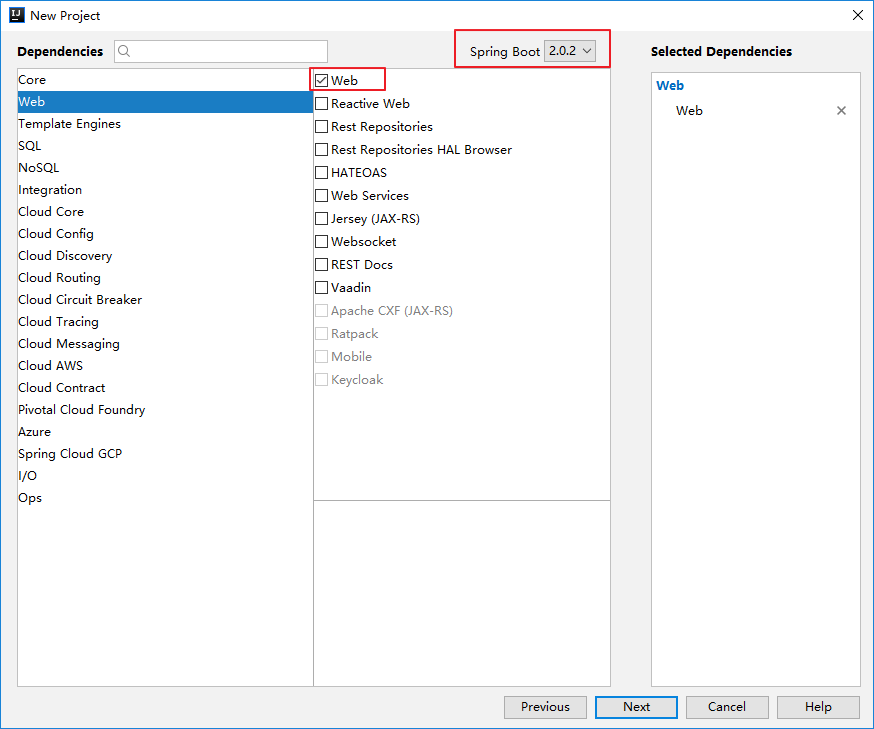 New Project
Dependencies
Spring Boot 2.0.2
Selected Dependencies
Core
Web
Template Engines
SQL
NoSQL
Integration
Cloud Core
Cloud Config
Cloud Discovery
Cloud Routing
Cloud Circuit Breaker
Cloud Tracing
Cloud Messaging
Cloud AWS
Cloud Contract
Pivotal Cloud Foundry
Azure
Spring Cloud GCP
I/O
Ops
Web
Reactive Web
Rest Repositories
Rest Repositories HAL Browser
HATEOAS
Web Services
Jersey (JAX-RS)
Websocket
REST Docs
Vaadin
Apache CXF (JAX-RS)
Ratpack
Mobile
Keycloak
Web
Web
Previous
Next
Cancel
Help